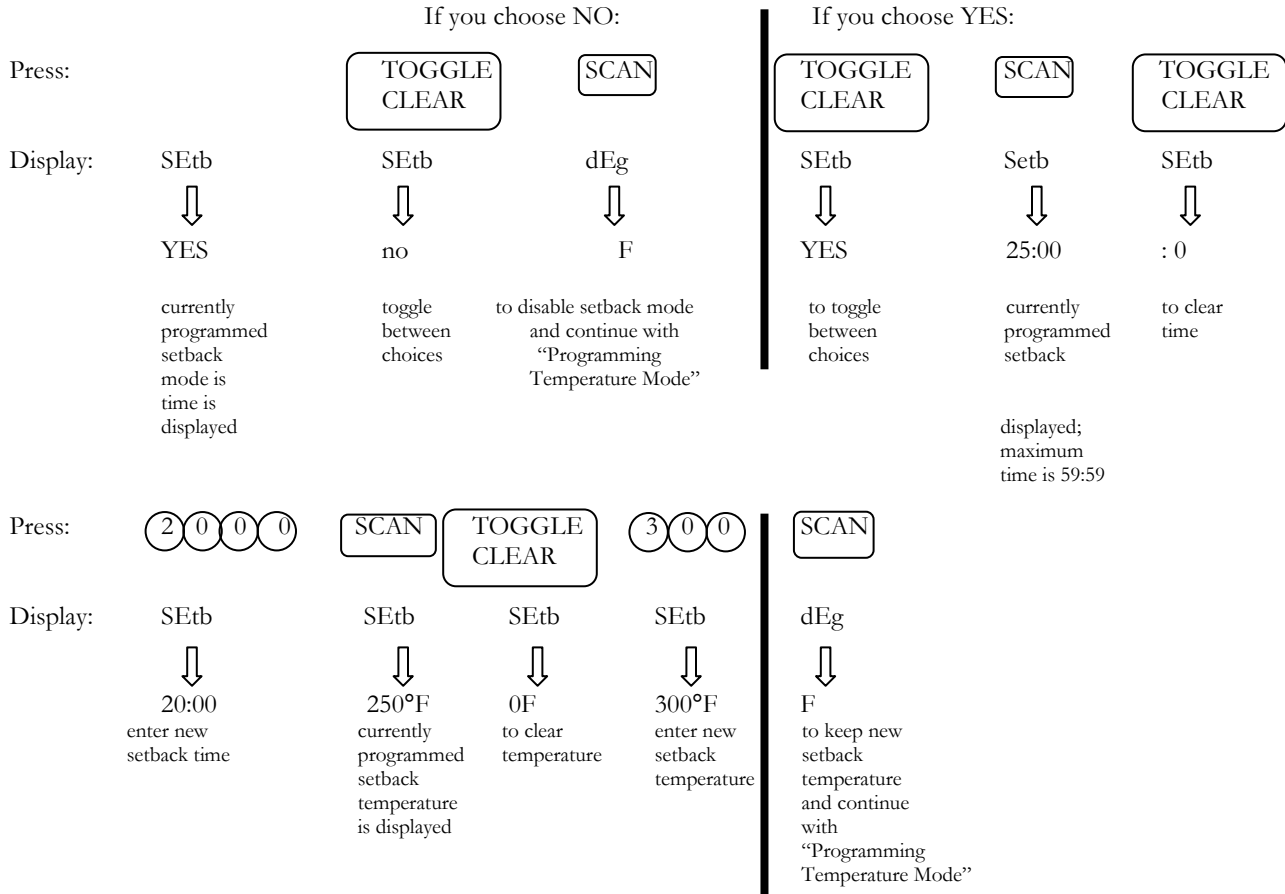 If you choose NO: If you choose YES:
Press: TOGGLE SCAN TOGGLE SCAN TOGGLE
CLEAR CLEAR CLEAR
Display: SEtb SEtb dEg SEtb Setb SEtb
YES no F YES 25:00 : 0
currently toggle to disable setback mode to toggle currently to clear
programmed between and continue with between programmed time
setback choices “Programming choices setback
mode is Temperature Mode”
time is
displayed displayed;
maximum
time is 59:59
Press: 2 0 0 0 SCAN TOGGLE 3 0 0 SCAN
CLEAR
Display: SEtb SEtb SEtb SEtb dEg
20:00 250°F 0F 300°F F
enter new currently to clear enter new to keep new
setback time programmed temperature setback setback
setback temperature temperature
temperature and continue
is displayed with
“Programming
Temperature Mode”